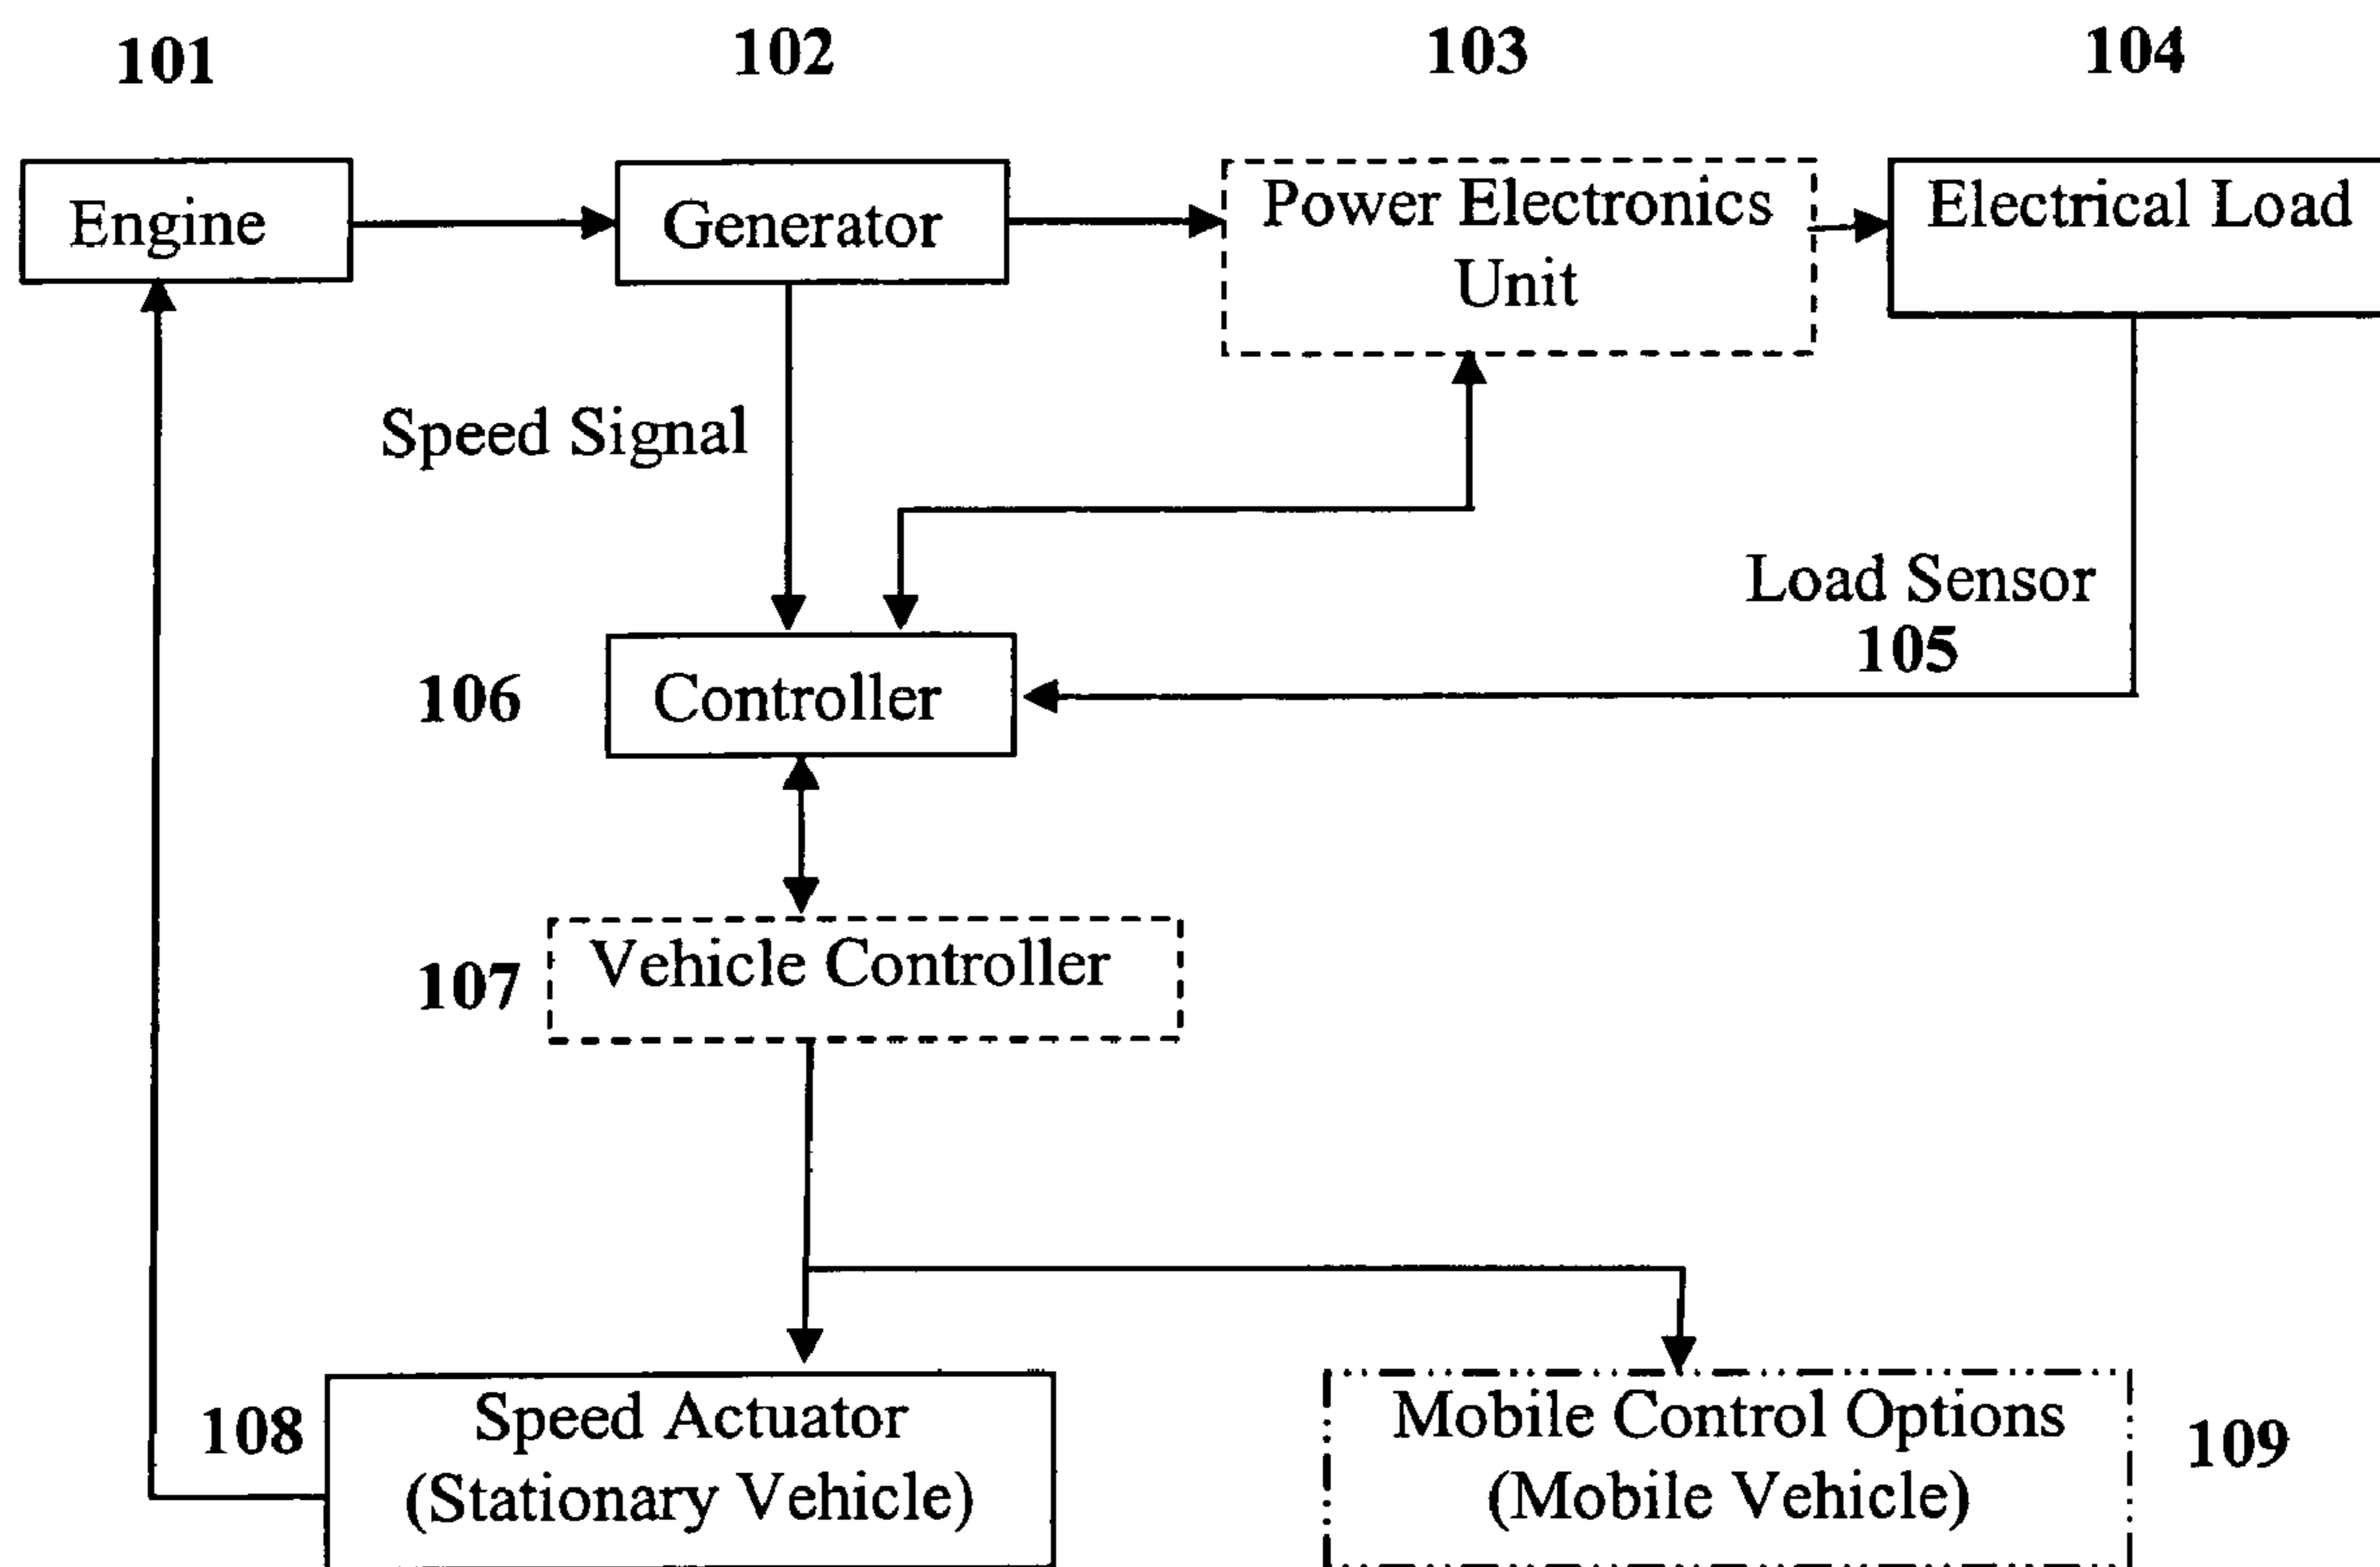 101
102
103
104
Engine
Generator
Power Electronics
Unit
Electrical Load
Speed Signal
Load Sensor
105
106
Controller
107
Vehicle Controller
108
Speed Actuator
(Stationary Vehicle)
Mobile Control Options
(Mobile Vehicle)
109